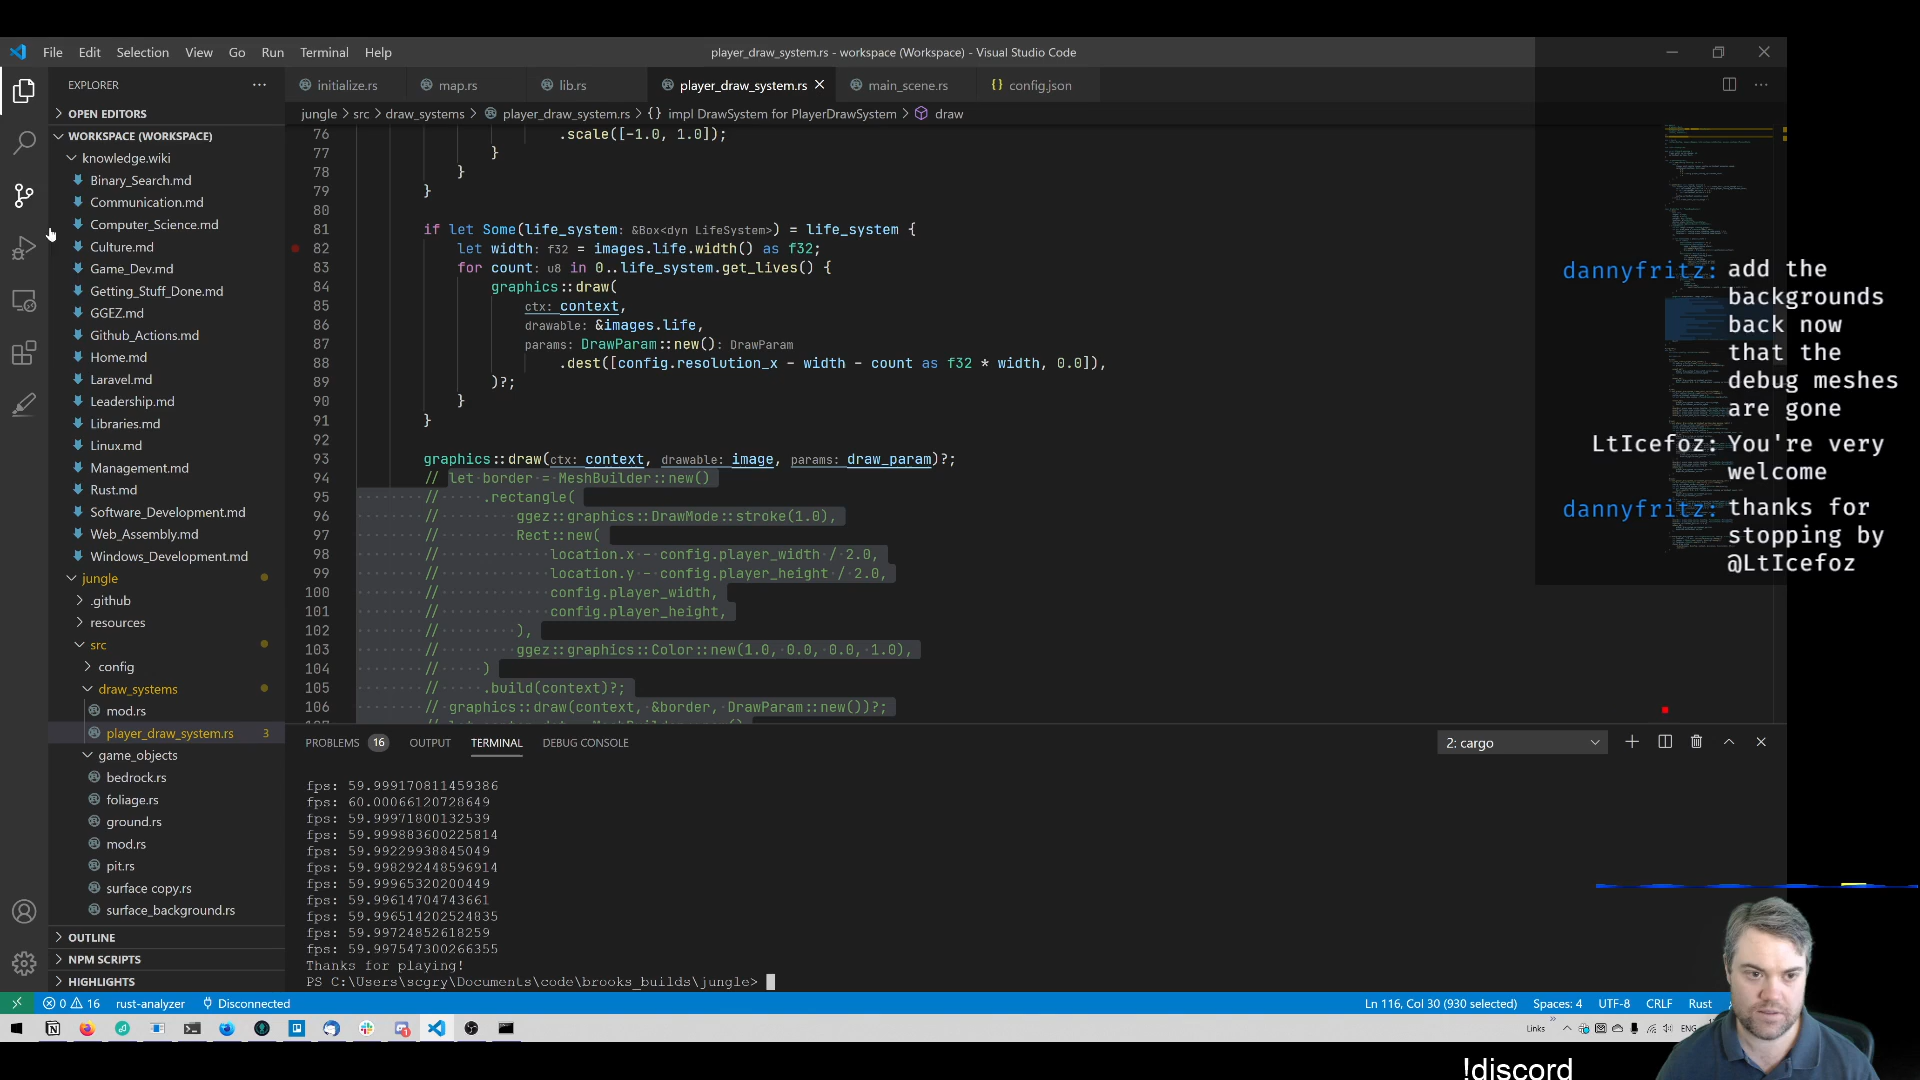 File Edit Selection View Go Run Terminal Help
player_draw_system.rs - workspace (Workspace) - Visual Studio Code
EXPLORER
OPEN EDITORS
WORKSPACE (WORKSPACE)
knowledge.wiki
Binary_Search.md
Communication.md
Computer_Science.md
Culture.md
Game_Dev.md
Getting_Stuff_Done.md
GGEZ.md
Github_Actions.md
Home.md
Laravel.md
Leadership.md
Libraries.md
Linux.md
Management.md
Rust.md
Software_Development.md
Web_Assembly.md
Windows_Development.md
jungle
.github
resources
src
config
draw_systems
mod.rs
player_draw_system.rs 3
game_objects
bedrock.rs
foliage.rs
ground.rs
mod.rs
pit.rs
surface copy.rs
surface_background.rs
OUTLINE
NPM SCRIPTS
HIGHLIGHTS
initialize.rs map.rs lib.rs player_draw_system.rs main_scene.rs {} config.json
jungle > src > draw_systems > player_draw_system.rs > {} impl DrawSystem for PlayerDrawSystem > draw
76 .scale([-1.0, 1.0]);
77 }
78 }
79 }
80
81 if let Some(life_system: &Box<dyn LifeSystem>) = life_system {
82 let width: f32 = images.life.width() as f32;
83 for count: u8 in 0..life_system.get_lives() {
84 graphics::draw(
85 ctx: context,
86 drawable: &images.life,
87 params: DrawParam::new(): DrawParam
88 .dest([config.resolution_x - width - count as f32 * width, 0.0]),
89 )?;
90 }
91 }
92
93 graphics::draw(ctx: context, drawable: image, params: draw_param)?;
94 // let border = MeshBuilder::new()
95 // .rectangle(
96 // ggez::graphics::DrawMode::stroke(1.0),
97 // Rect::new(
98 // location.x - config.player_width / 2.0,
99 // location.y - config.player_height / 2.0,
100 // config.player_width,
101 // config.player_height,
102 // ),
103 // ggez::graphics::Color::new(1.0, 0.0, 0.0, 1.0),
104 // )
105 // .build(context)?;
106 // graphics::draw(context, &border, DrawParam::new())?;
PROBLEMS 16 OUTPUT TERMINAL DEBUG CONSOLE
2: cargo
fps: 59.999170811459386
fps: 60.00066120728649
fps: 59.99971800132539
fps: 59.999883600225814
fps: 59.99229938845049
fps: 59.999829244859­6914
fps: 59.99965320200449
fps: 59.99614704743661
fps: 59.996514202524835
fps: 59.99724852618259
fps: 59.997547300266355
Thanks for playing!
PS C:\Users\scgry\Documents\code\brooks_builds\jungle>
dannyfritz: add the
backgrounds
back now
that the
debug meshes
are gone
LtIcefoz: You're very
welcome
dannyfritz: thanks for
stopping by
@LtIcefoz
0 16 rust-analyzer Disconnected
Ln 116, Col 30 (930 selected) Spaces: 4 UTF-8 CRLF Rust
Links
ENG
!discord